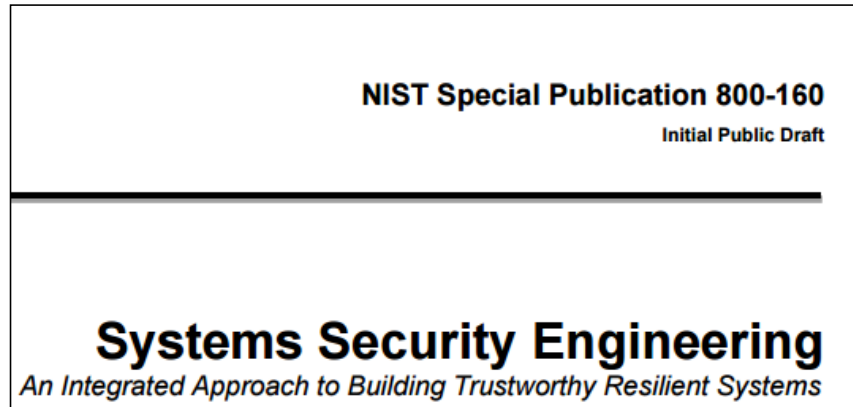 NIST Special Publication 800-160
Initial Public Draft
Systems Security Engineering
An Integrated Approach to Building Trustworthy Resilient Systems